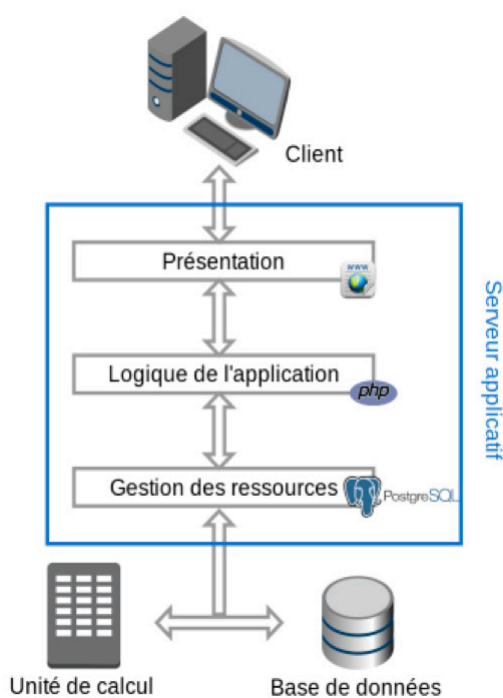 Client
Présentation
WWW
Logique de l'application
php
Gestion des ressources
PostgreSQL
Serveur applicatif
Unité de calcul
Base de données